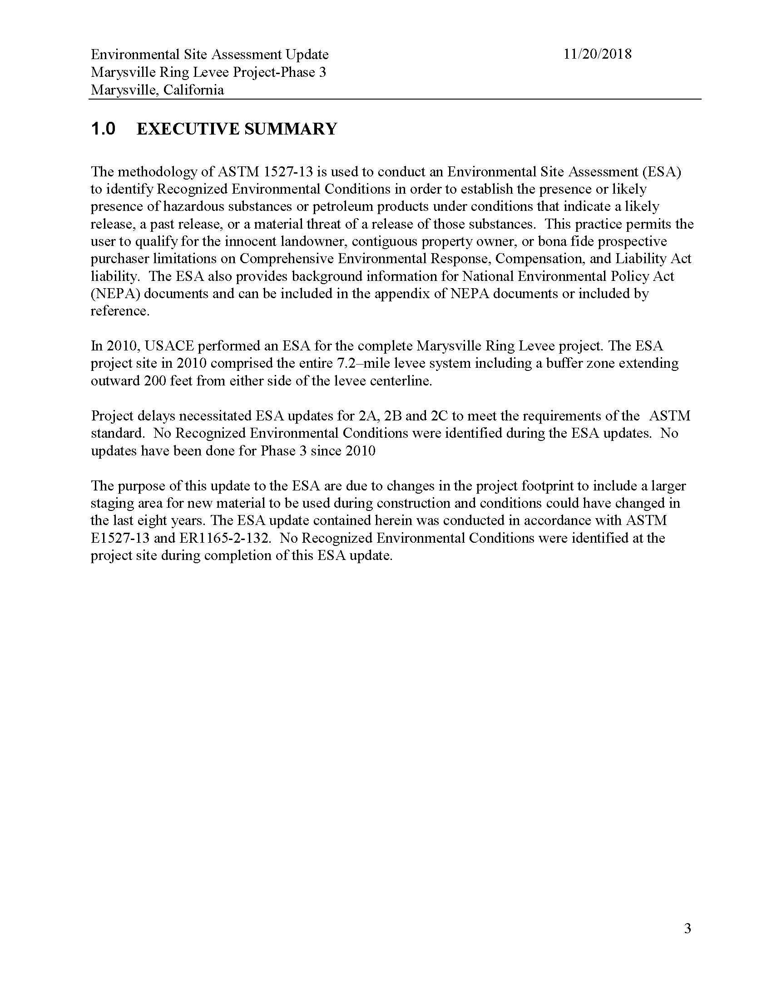 Environmental Site Assessment Update 11/20/2018
Marysville Ring Levee Project-Phase 3
Marysville, California
1.0 EXECUTIVE SUMMARY
The methodology of ASTM 1527-13 is used to conduct an Environmental Site Assessment (ESA)
to identify Recognized Environmental Conditions in order to establish the presence or likely
presence of hazardous substances or petroleum products under conditions that indicate a likely
release, a past release, or a material threat of a release of those substances.  This practice permits the
user to qualify for the innocent landowner, contiguous property owner, or bona fide prospective
purchaser limitations on Comprehensive Environmental Response, Compensation, and Liability Act
liability.  The ESA also provides background information for National Environmental Policy Act
(NEPA) documents and can be included in the appendix of NEPA documents or included by
reference.
In 2010, USACE performed an ESA for the complete Marysville Ring Levee project. The ESA
project site in 2010 comprised the entire 7.2–mile levee system including a buffer zone extending
outward 200 feet from either side of the levee centerline.
Project delays necessitated ESA updates for 2A, 2B and 2C to meet the requirements of the  ASTM
standard.  No Recognized Environmental Conditions were identified during the ESA updates.  No
updates have been done for Phase 3 since 2010
The purpose of this update to the ESA are due to changes in the project footprint to include a larger
staging area for new material to be used during construction and conditions could have changed in
the last eight years. The ESA update contained herein was conducted in accordance with ASTM
E1527-13 and ER1165-2-132.  No Recognized Environmental Conditions were identified at the
project site during completion of this ESA update.
3